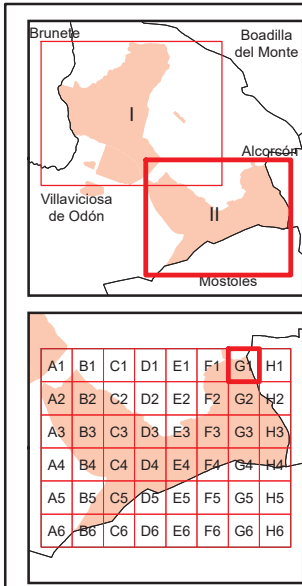 Brunete
Boadilla
del Monte
I
Alcorcón
Villaviciosa
de Odón
II
Móstoles
A1 B1 C1 D1 E1 F1 G1 H1
A2 B2 C2 D2 E2 F2 G2 H2
A3 B3 C3 D3 E3 F3 G3 H3
A4 B4 C4 D4 E4 F4 G4 H4
A5 B5 C5 D5 E5 F5 G5 H5
A6 B6 C6 D6 E6 F6 G6 H6